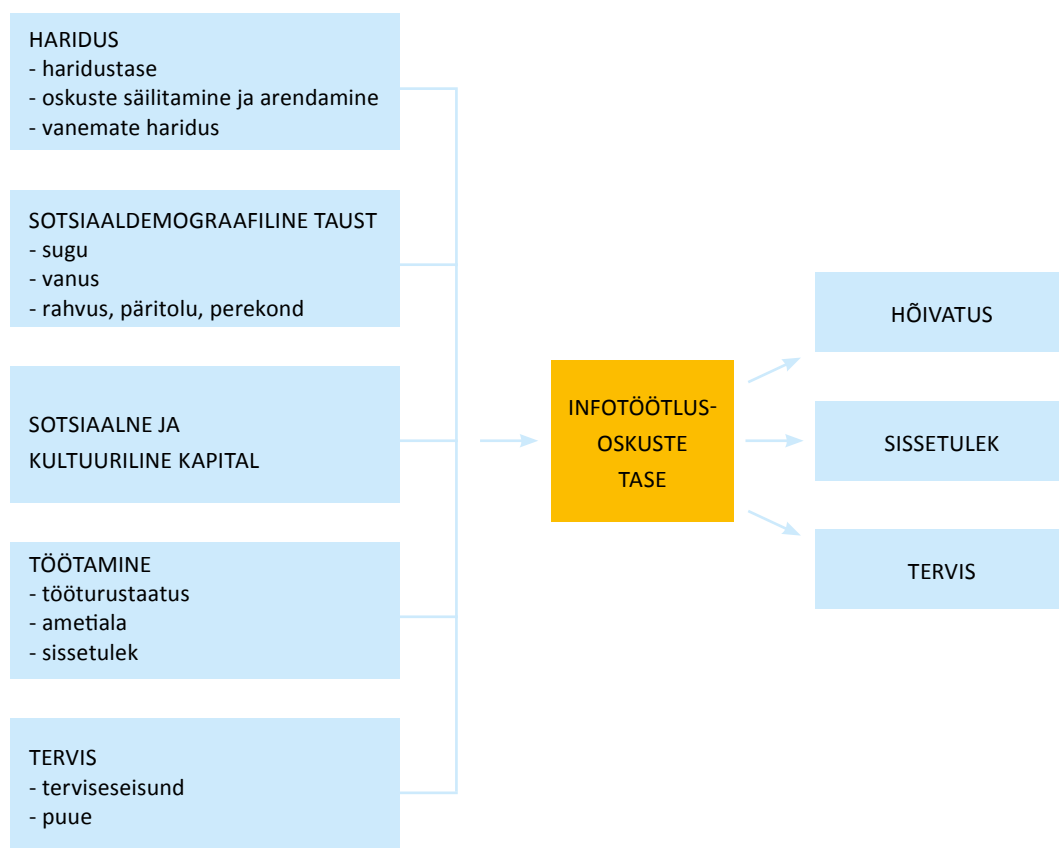 HARIDUS
- haridustase
- oskuste säilitamine ja arendamine
- vanemate haridus
SOTSIAALDEMOGRAAFILINE TAUST
- sugu
- vanus
- rahvus, päritolu, perekond
SOTSIAALNE JA
KULTUURILINE KAPITAL
TÖÖTAMINE
- tööturustaatus
- ametiala
- sissetulek
TERVIS
- terviseseisund
- puue
INFOTÖÖTLUS-
OSKUSTE
TASE
HÕIVATUS
SISSETULEK
TERVIS